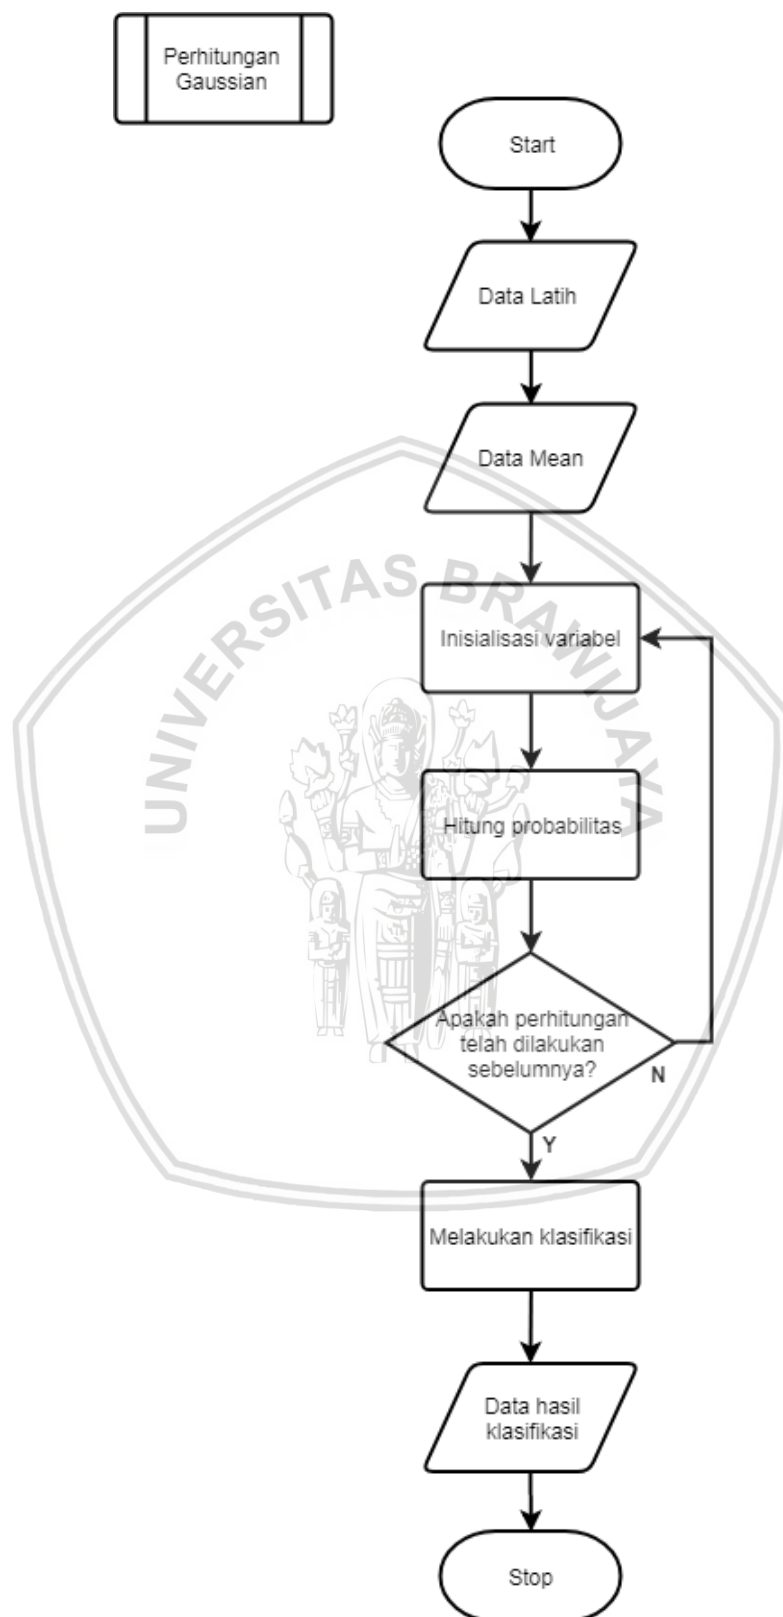 Perhitungan
Gaussian
Start
Data Latih
Data Mean
UNIVERSITAS BRAWIJAYA
Inisialisasi variabel
Hitung probabilitas
Apakah perhitungan
telah dilakukan
sebelumnya?
N
Y
Melakukan klasifikasi
Data hasil
klasifikasi
Stop